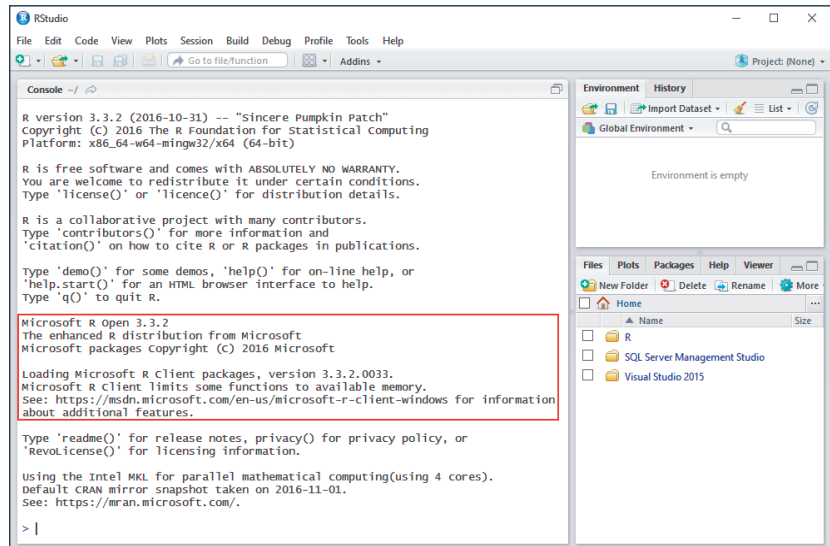 RStudio
File Edit Code View Plots Session Build Debug Profile Tools Help
Go to file/function Addins Project: (None)
Console ~/
R version 3.3.2 (2016-10-31) -- "Sincere Pumpkin Patch"
Copyright (C) 2016 The R Foundation for Statistical Computing
Platform: x86_64-w64-mingw32/x64 (64-bit)
R is free software and comes with ABSOLUTELY NO WARRANTY.
You are welcome to redistribute it under certain conditions.
Type 'license()' or 'licence()' for distribution details.
R is a collaborative project with many contributors.
Type 'contributors()' for more information and
'citation()' on how to cite R or R packages in publications.
Type 'demo()' for some demos, 'help()' for on-line help, or
'help.start()' for an HTML browser interface to help.
Type 'q()' to quit R.
Microsoft R Open 3.3.2
The enhanced R distribution from Microsoft
Microsoft packages Copyright (C) 2016 Microsoft
Loading Microsoft R Client packages, version 3.3.2.0033.
Microsoft R Client limits some functions to available memory.
See: https://msdn.microsoft.com/en-us/microsoft-r-client-windows for information
about additional features.
Type 'readme()' for release notes, privacy() for privacy policy, or
'RevoLicense()' for licensing information.
Using the Intel MKL for parallel mathematical computing(using 4 cores).
Default CRAN mirror snapshot taken on 2016-11-01.
See: https://mran.microsoft.com/.
>
Environment History
Import Dataset List
Global Environment
Environment is empty
Files Plots Packages Help Viewer
New Folder Delete Rename More
Home ...
Name Size
R
SQL Server Management Studio
Visual Studio 2015